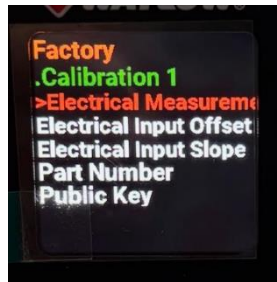 Factory
.Calibration 1
>Electrical Measureme
Electrical Input Offset
Electrical Input Slope
Part Number
Public Key